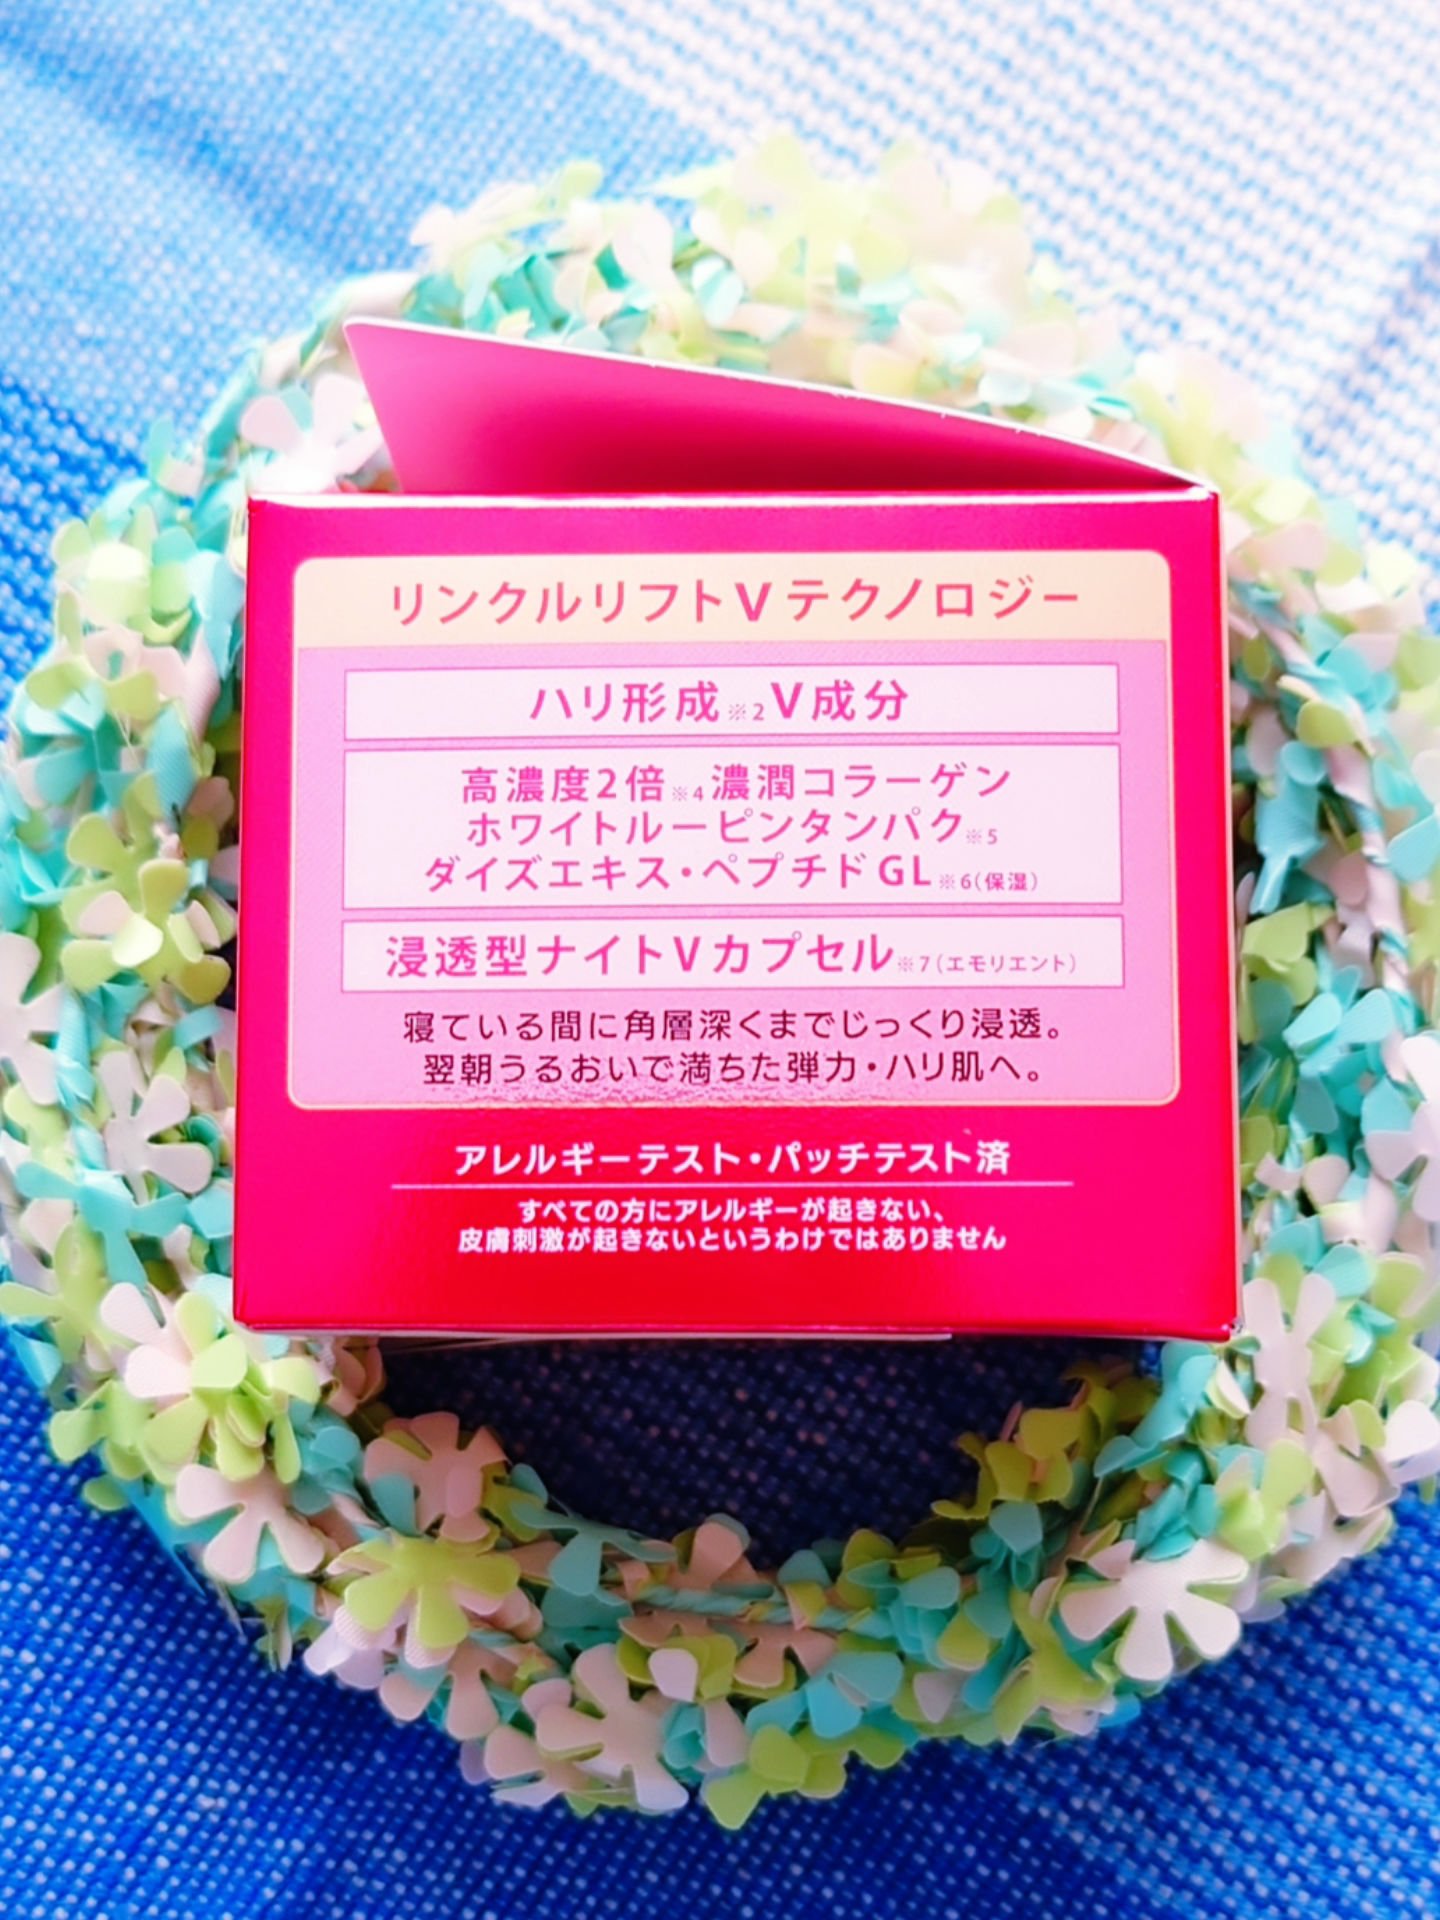 リンクルリフトVテクノロジー
ハリ形成※2V成分
高濃度2倍※4濃潤コラーゲン
ホワイトルーピンタンパク※5
ダイズエキス・ペプチドGL※6(保湿)
浸透型ナイトVカプセル※7(エモリエント)
寝ている間に角層深くまでじっくり浸透。
翌朝うるおいで満ちた弾力・ハリ肌へ。
アレルギーテスト・パッチテスト済
すべての方にアレルギーが起きない、
皮膚刺激が起きないというわけではありません